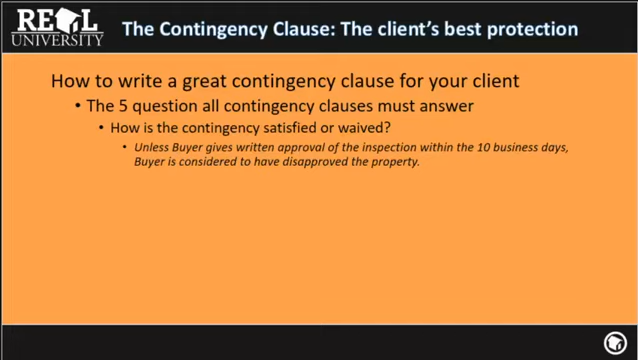 REAL
UNIVERSITY
The Contingency Clause: The client's best protection
How to write a great contingency clause for your client
• The 5 question all contingency clauses must answer
• How is the contingency satisfied or waived?
• Unless Buyer gives written approval of the inspection within the 10 business days,
Buyer is considered to have disapproved the property.